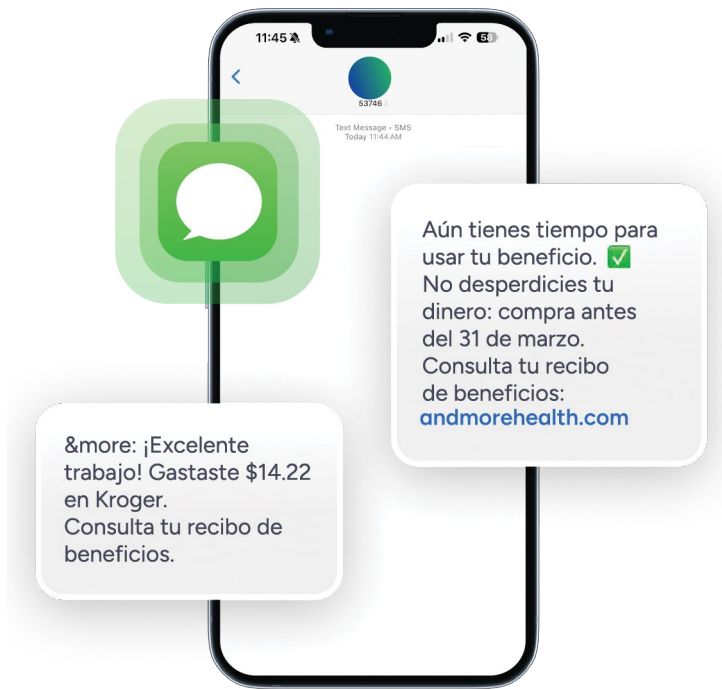 11:45
58
53746
Text Message • SMS
Today 11:44 AM
Aún tienes tiempo para
usar tu beneficio. ✅
No desperdicies tu
dinero: compra antes
del 31 de marzo.
Consulta tu recibo
de beneficios:
andmorehealth.com
&more: ¡Excelente
trabajo! Gastaste $14.22
en Kroger.
Consulta tu recibo de
beneficios.